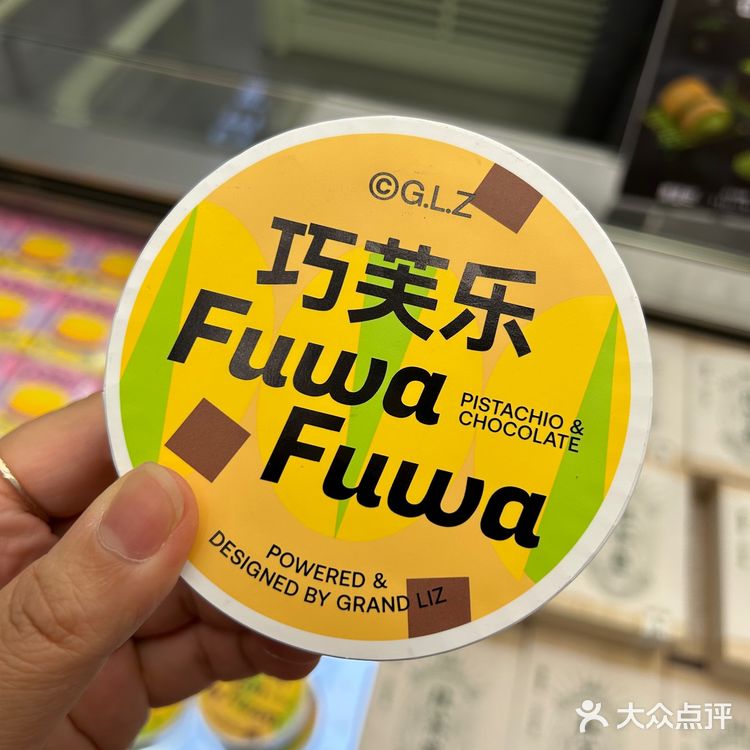 ©G.L.Z
巧芙乐
Fuwa
PISTACHIO &
CHOCOLATE
Fuwa
POWERED &
DESIGNED BY GRAND LIZ
大众点评